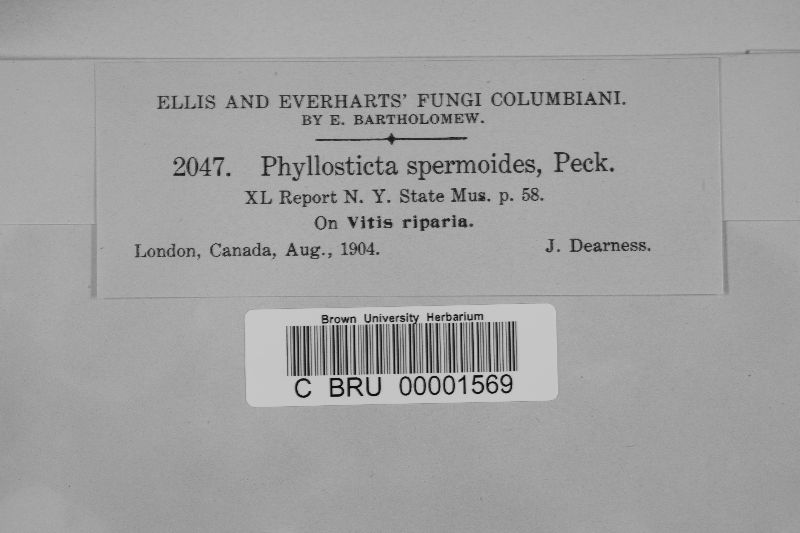 ELLIS AND EVERHARTS' FUNGI COLUMBIANI.
BY E. BARTHOLOMEW.
2047. Phyllosticta spermoides, Peck.
XL Report N. Y. State Mus. p. 58.
On Vitis riparia.
London, Canada, Aug., 1904. J. Dearness.
Brown University Herbarium
C BRU 00001569